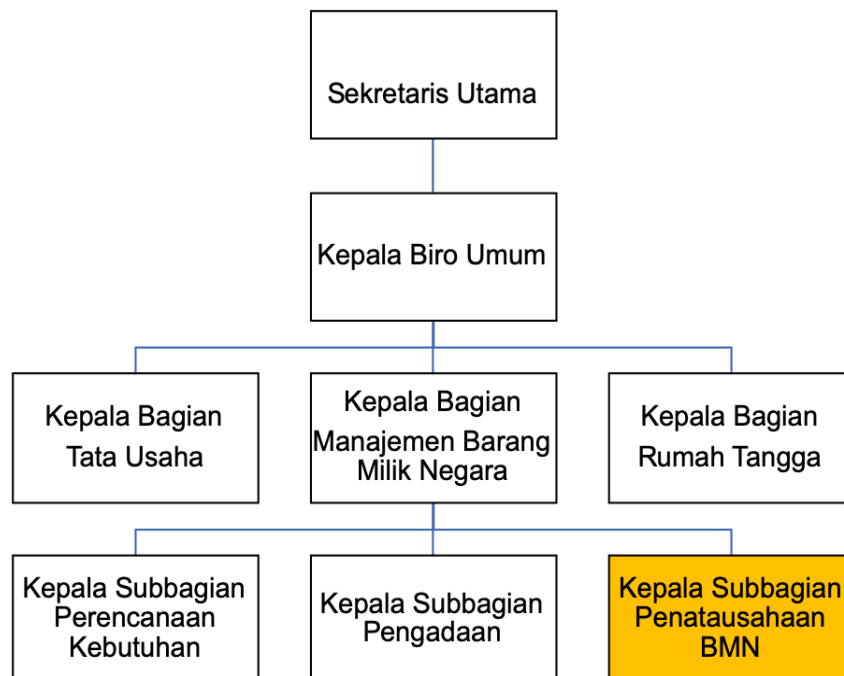 Sekretaris Utama
Kepala Biro Umum
Kepala Bagian
Tata Usaha
Kepala Bagian
Manajemen Barang
Milik Negara
Kepala Bagian
Rumah Tangga
Kepala Subbagian
Perencanaan
Kebutuhan
Kepala Subbagian
Pengadaan
Kepala Subbagian
Penatausahaan
BMN